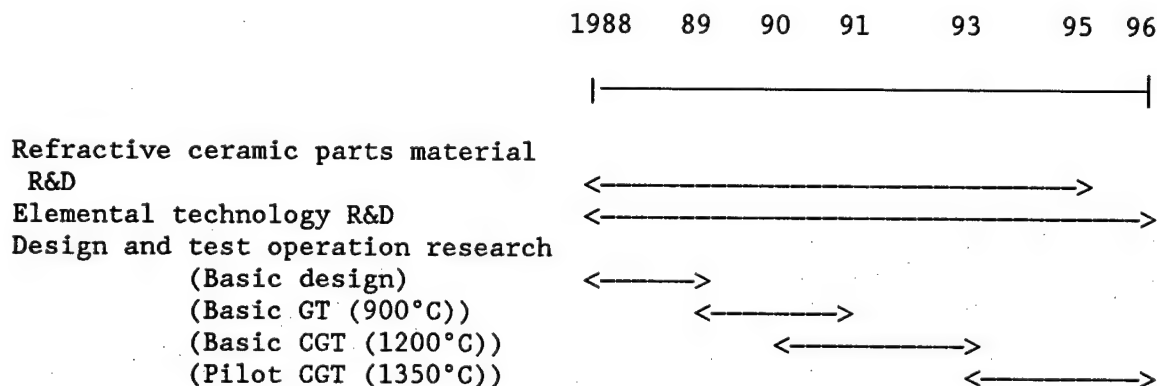 1988 89 90 91 93 95 96
Refractive ceramic parts material
R&D
Elemental technology R&D
Design and test operation research
(Basic design)
(Basic GT (900°C))
(Basic CGT (1200°C))
(Pilot CGT (1350°C))